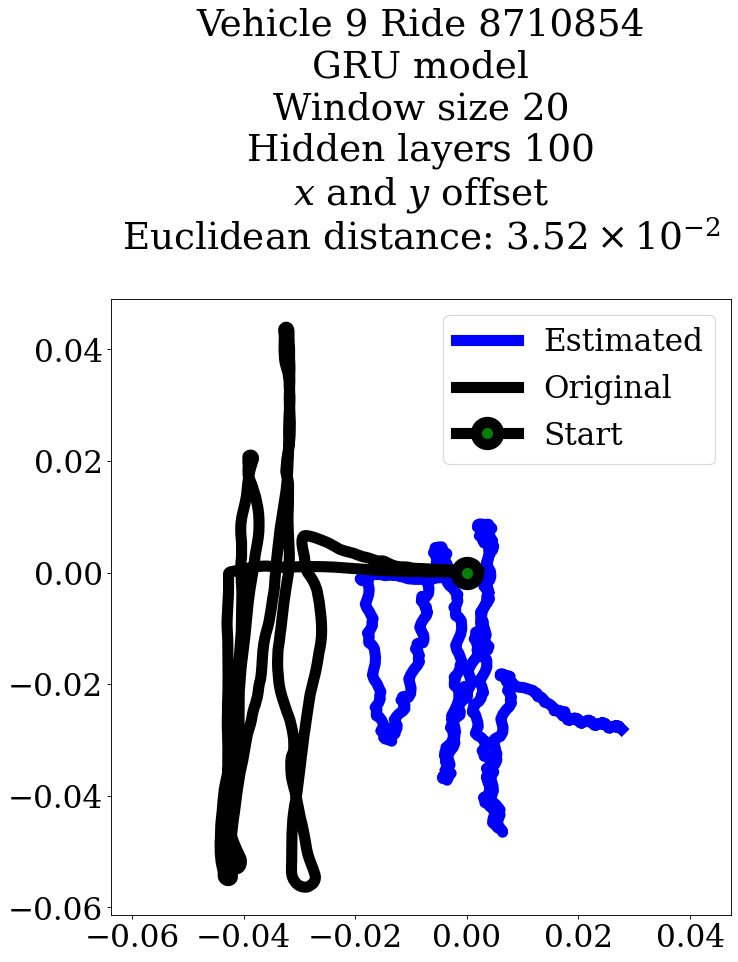 Vehicle 9 Ride 8710854
GRU model
Window size 20
Hidden layers 100
x and y offset
Euclidean distance: 3.52 × 10⁻²
Estimated
Original
Start
0.04
0.02
0.00
−0.02
−0.04
−0.06
−0.06 −0.04 −0.02 0.00 0.02 0.04